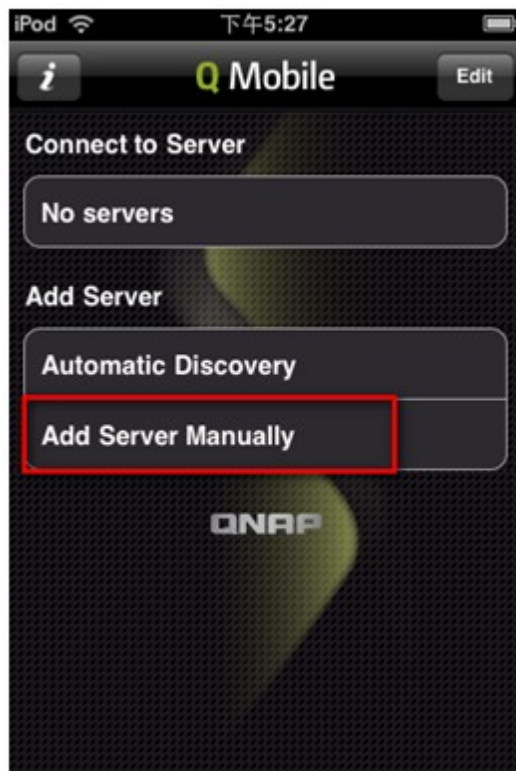 iPod 下午5:27
i Q Mobile Edit
Connect to Server
No servers
Add Server
Automatic Discovery
Add Server Manually
QNAP